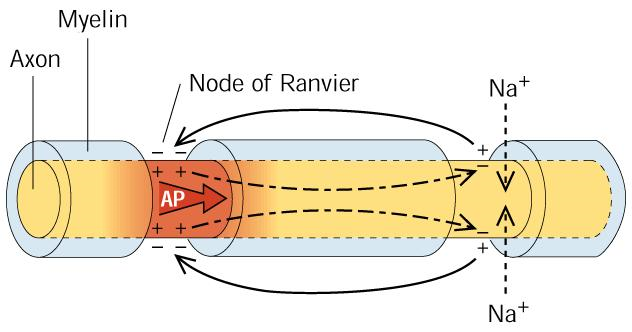 Myelin
Axon
Node of Ranvier
Na+
− −
+
−
+ +
AP
+ +
−
− −
+
Na+